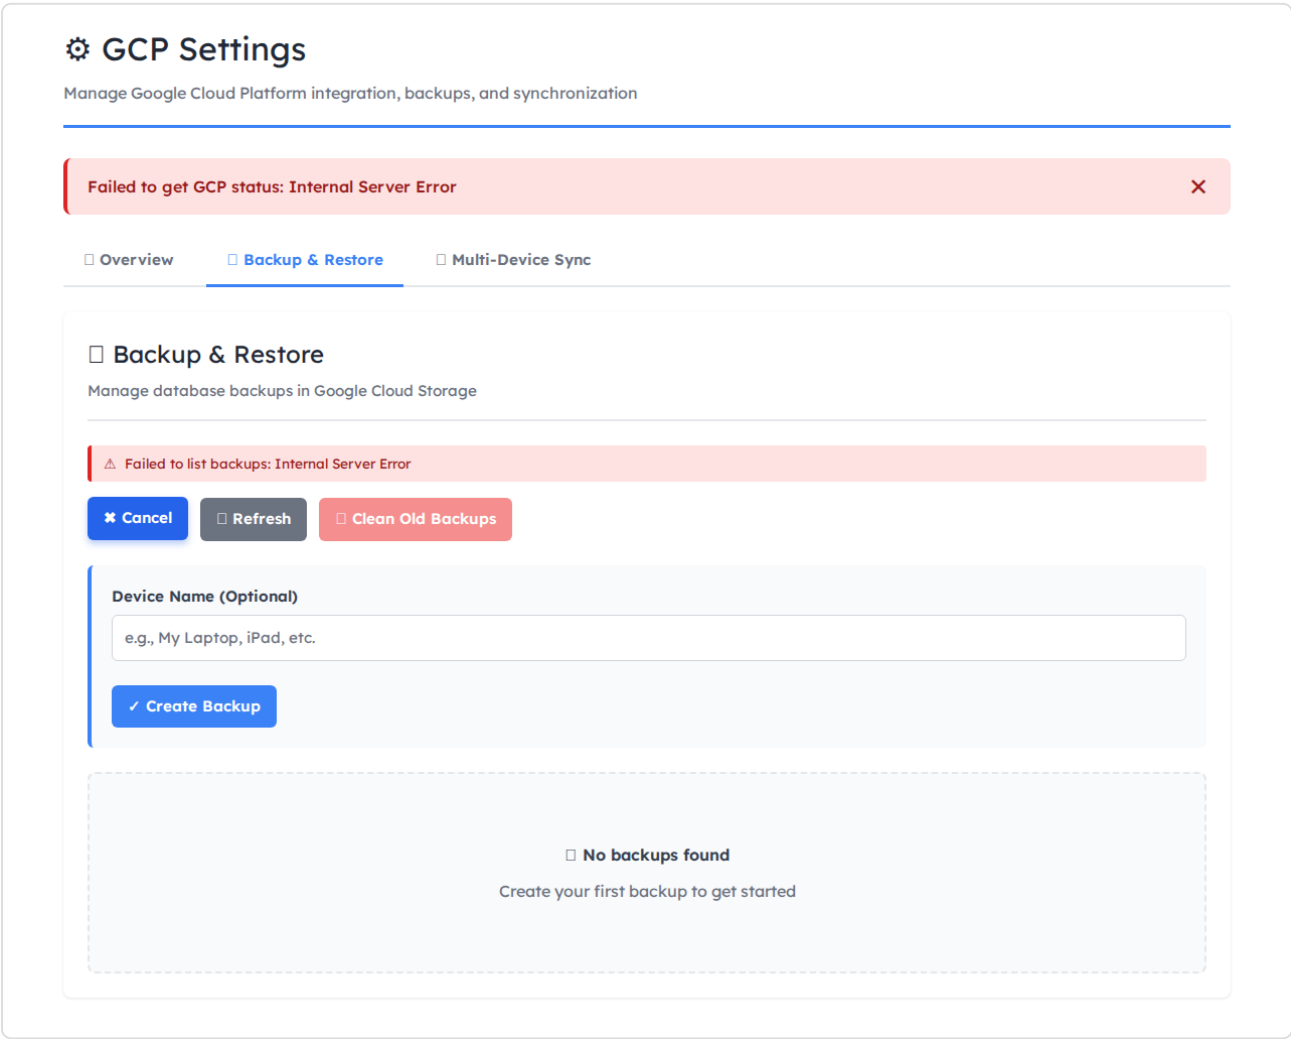 ⚙ GCP Settings
Manage Google Cloud Platform integration, backups, and synchronization
Failed to get GCP status: Internal Server Error ✕
Overview Backup & Restore Multi-Device Sync
Backup & Restore
Manage database backups in Google Cloud Storage
⚠ Failed to list backups: Internal Server Error
✖ Cancel Refresh Clean Old Backups
Device Name (Optional)
e.g., My Laptop, iPad, etc.
✓ Create Backup
No backups found
Create your first backup to get started